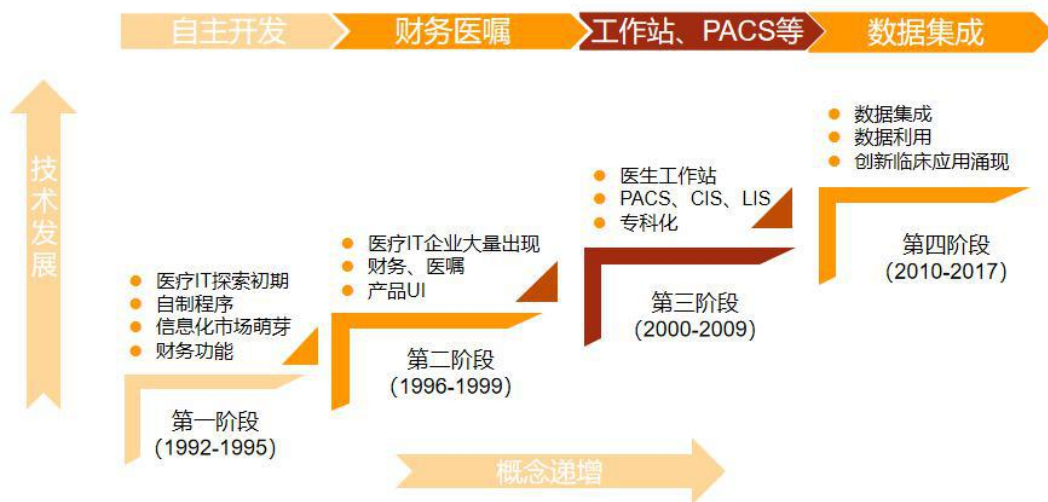 自主开发
财务医嘱
工作站、PACS等
数据集成
技术发展
医疗IT探索初期
自制程序
信息化市场萌芽
财务功能
第一阶段
(1992-1995)
医疗IT企业大量出现
财务、医嘱
产品UI
第二阶段
(1996-1999)
医生工作站
PACS、CIS、LIS
专科化
第三阶段
(2000-2009)
数据集成
数据利用
创新临床应用涌现
第四阶段
(2010-2017)
概念递增